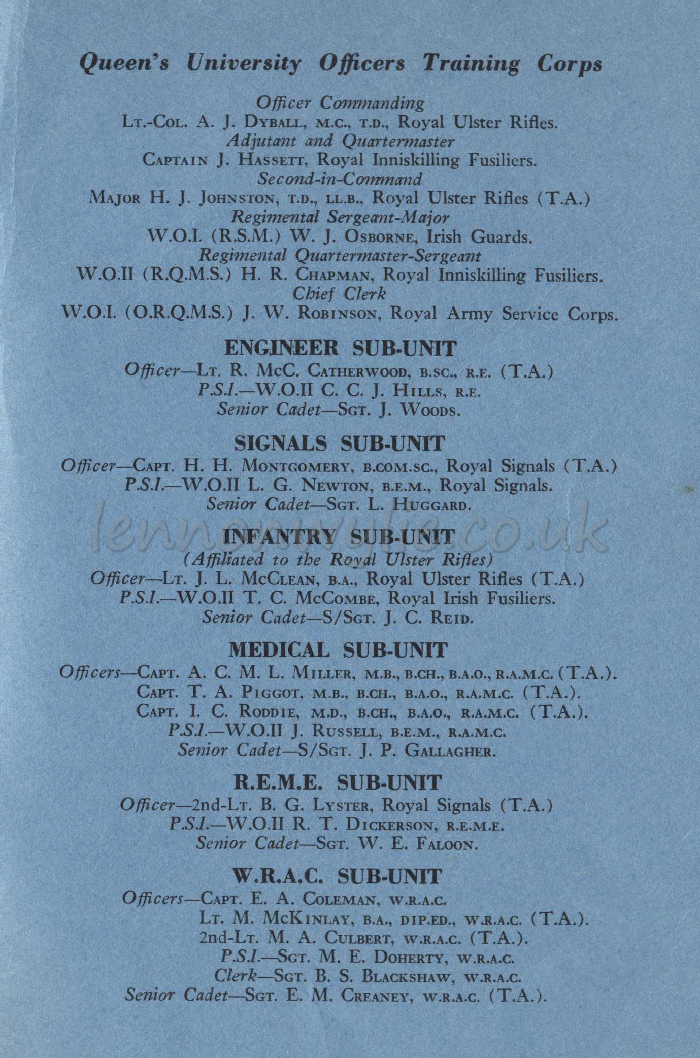 Queen's University Officers Training Corps
Officer Commanding
Lt.-Col. A. J. Dyball, m.c., t.d., Royal Ulster Rifles.
Adjutant and Quartermaster
Captain J. Hassett, Royal Inniskilling Fusiliers.
Second-in-Command
Major H. J. Johnston, t.d., ll.b., Royal Ulster Rifles (T.A.)
Regimental Sergeant-Major
W.O.I. (R.S.M.) W. J. Osborne, Irish Guards.
Regimental Quartermaster-Sergeant
W.O.II (R.Q.M.S.) H. R. Chapman, Royal Inniskilling Fusiliers.
Chief Clerk
W.O.I. (O.R.Q.M.S.) J. W. Robinson, Royal Army Service Corps.
ENGINEER SUB-UNIT
Officer—Lt. R. McC. Catherwood, b.sc., r.e. (T.A.)
P.S.I.—W.O.II C. C. J. Hills, r.e.
Senior Cadet—Sgt. J. Woods.
SIGNALS SUB-UNIT
Officer—Capt. H. H. Montgomery, b.com.sc., Royal Signals (T.A.)
P.S.I.—W.O.II L. G. Newton, b.e.m., Royal Signals.
Senior Cadet—Sgt. L. Huggard.
lennonwylie.co.uk
INFANTRY SUB-UNIT
(Affiliated to the Royal Ulster Rifles)
Officer—Lt. J. L. McClean, b.a., Royal Ulster Rifles (T.A.)
P.S.I.—W.O.II T. C. McCombe, Royal Irish Fusiliers.
Senior Cadet—S/Sgt. J. C. Reid.
MEDICAL SUB-UNIT
Officers—Capt. A. C. M. L. Miller, m.b., b.ch., b.a.o., r.a.m.c. (T.A.).
Capt. T. A. Piggot, m.b., b.ch., b.a.o., r.a.m.c. (T.A.).
Capt. I. C. Roddie, m.d., b.ch., b.a.o., r.a.m.c. (T.A.).
P.S.I.—W.O.II J. Russell, b.e.m., r.a.m.c.
Senior Cadet—S/Sgt. J. P. Gallagher.
R.E.M.E. SUB-UNIT
Officer—2nd-Lt. B. G. Lyster, Royal Signals (T.A.)
P.S.I.—W.O.II R. T. Dickerson, r.e.m.e.
Senior Cadet—Sgt. W. E. Faloon.
W.R.A.C. SUB-UNIT
Officers—Capt. E. A. Coleman, w.r.a.c.
Lt. M. McKinlay, b.a., dip.ed., w.r.a.c. (T.A.).
2nd-Lt. M. A. Culbert, w.r.a.c. (T.A.).
P.S.I.—Sgt. M. E. Doherty, w.r.a.c.
Clerk—Sgt. B. S. Blackshaw, w.r.a.c.
Senior Cadet—Sgt. E. M. Creaney, w.r.a.c. (T.A.).